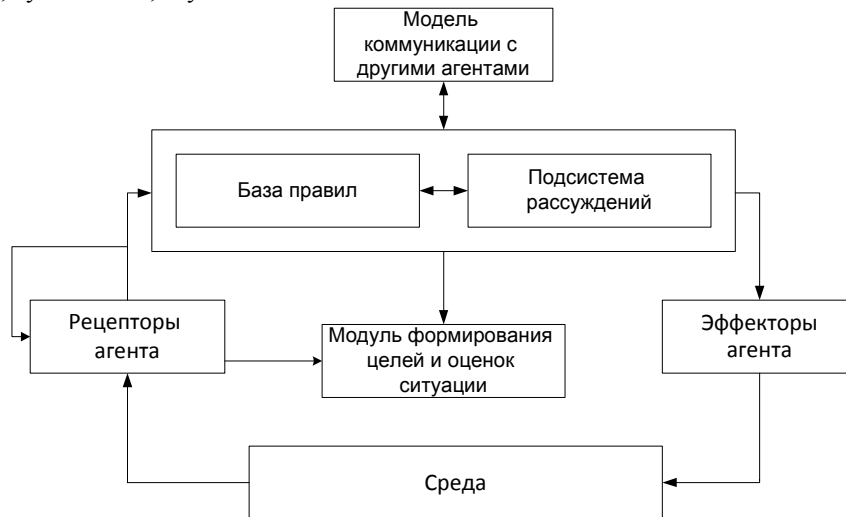 Модель
коммуникации с
другими агентами
База правил
Подсистема
рассуждений
Рецепторы
агента
Модуль формирования
целей и оценок
ситуации
Эффекторы
агента
Среда